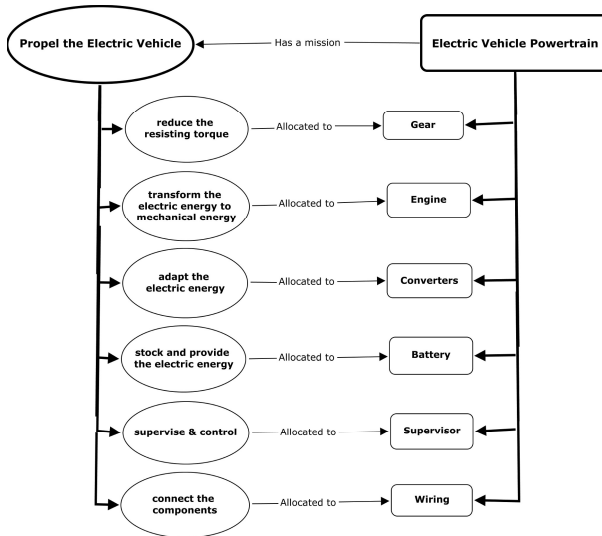 Propel the Electric Vehicle
Has a mission
Electric Vehicle Powertrain
reduce the
resisting torque
Allocated to
Gear
transform the
electric energy to
mechanical energy
Allocated to
Engine
adapt the
electric energy
Allocated to
Converters
stock and provide
the electric energy
Allocated to
Battery
supervise & control
Allocated to
Supervisor
connect the
components
Allocated to
Wiring